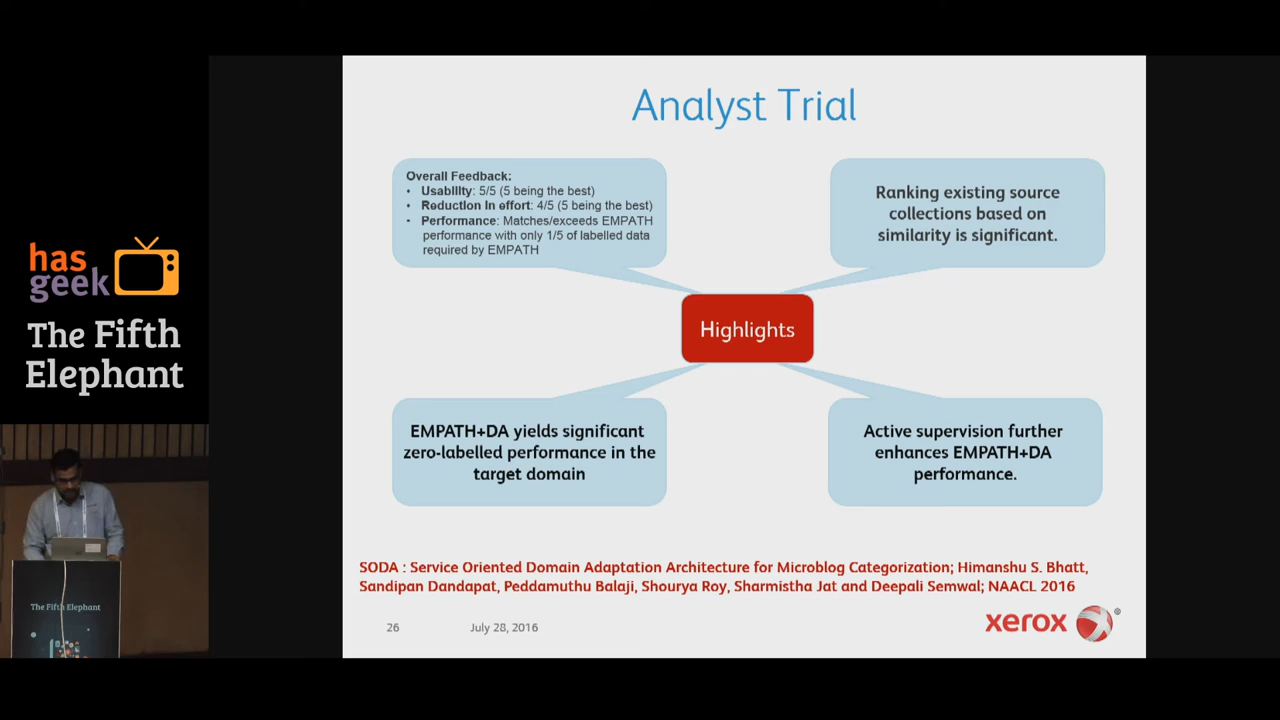 has
geek
The Fifth
Elephant
The Fifth Elephant
Analyst Trial
Overall Feedback:
• Usability: 5/5 (5 being the best)
• Reduction in effort: 4/5 (5 being the best)
• Performance: Matches/exceeds EMPATH
performance with only 1/5 of labelled data
required by EMPATH
Ranking existing source
collections based on
similarity is significant.
Highlights
EMPATH+DA yields significant
zero-labelled performance in the
target domain
Active supervision further
enhances EMPATH+DA
performance.
SODA : Service Oriented Domain Adaptation Architecture for Microblog Categorization; Himanshu S. Bhatt,
Sandipan Dandapat, Peddamuthu Balaji, Shourya Roy, Sharmistha Jat and Deepali Semwal; NAACL 2016
26 July 28, 2016
xerox ®